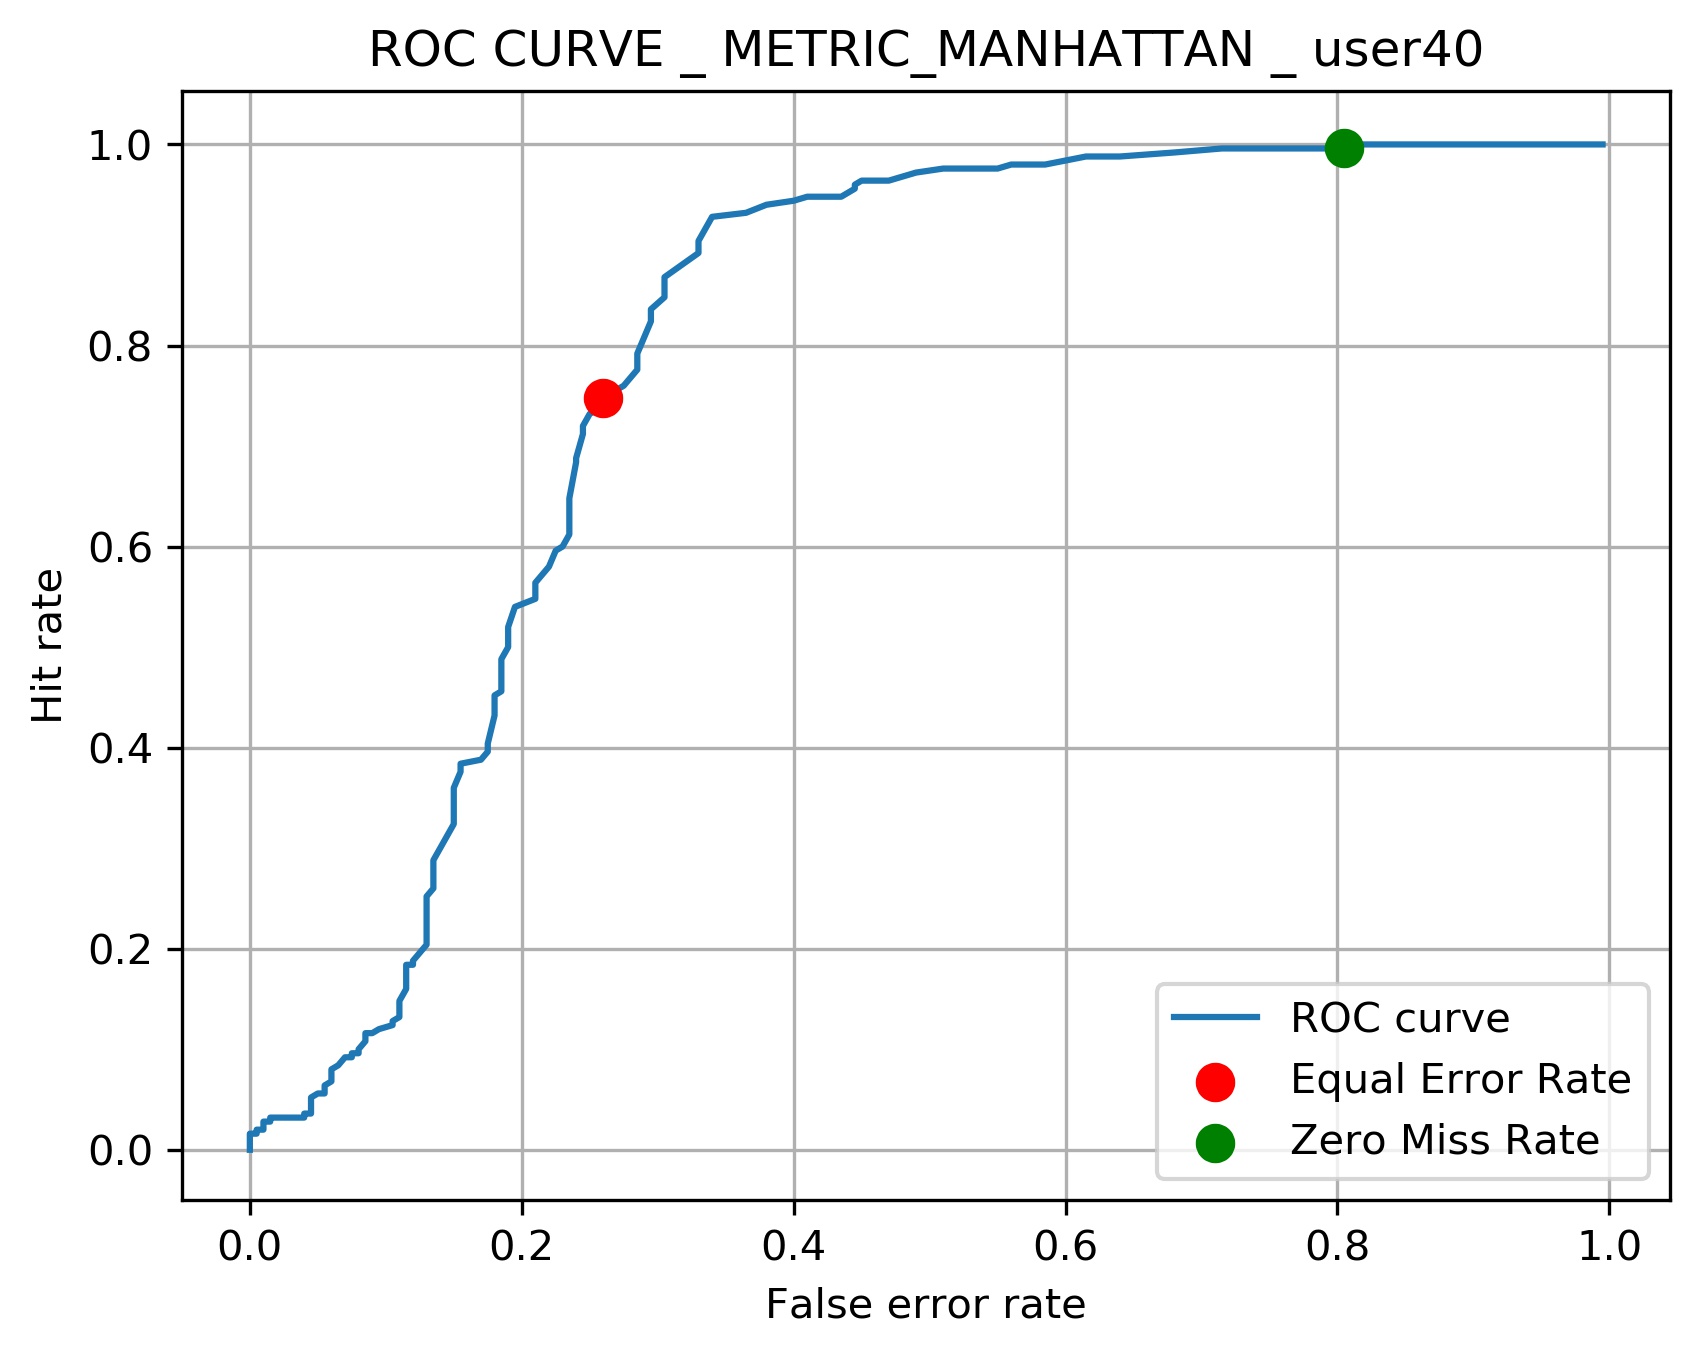 ROC CURVE _ METRIC_MANHATTAN _ user40
1.0
0.8
0.6
0.4
0.2
0.0
Hit rate
ROC curve
Equal Error Rate
Zero Miss Rate
0.0 0.2 0.4 0.6 0.8 1.0
False error rate